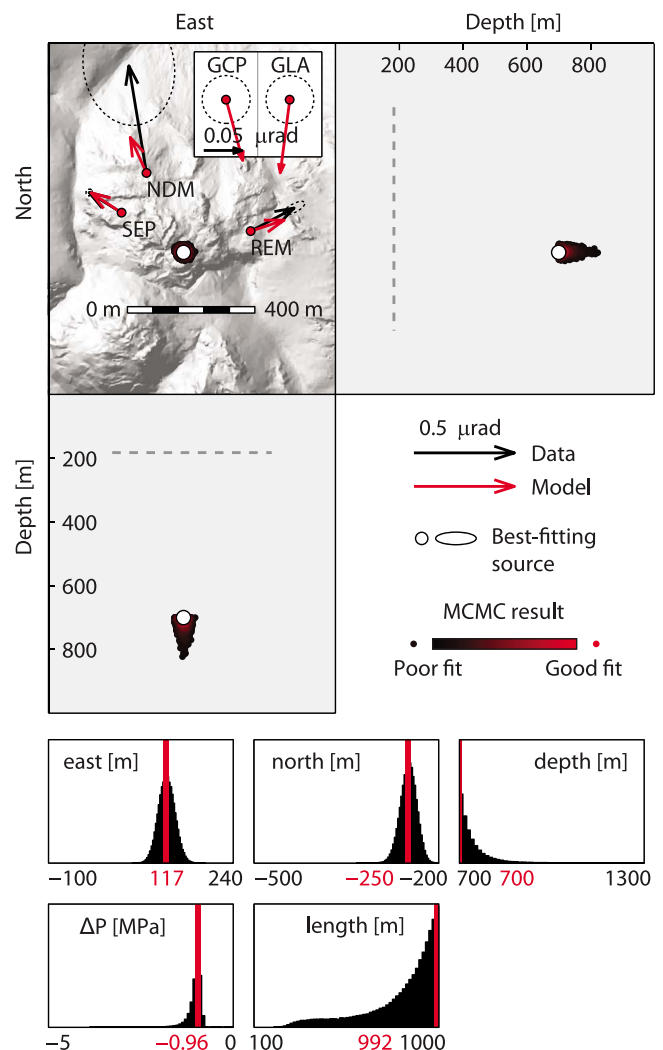 East
Depth [m]
200 400 600 800
North
GCP GLA
0.05 μrad
NDM
SEP
REM
0 m 400 m
Depth [m]
200
400
600
800
0.5 μrad
Data
Model
Best-fitting
source
MCMC result
Poor fit Good fit
east [m]
−100 117 240
north [m]
−500 −250 −200
depth [m]
700 700 1300
ΔP [MPa]
−5 −0.96 0
length [m]
100 992 1000